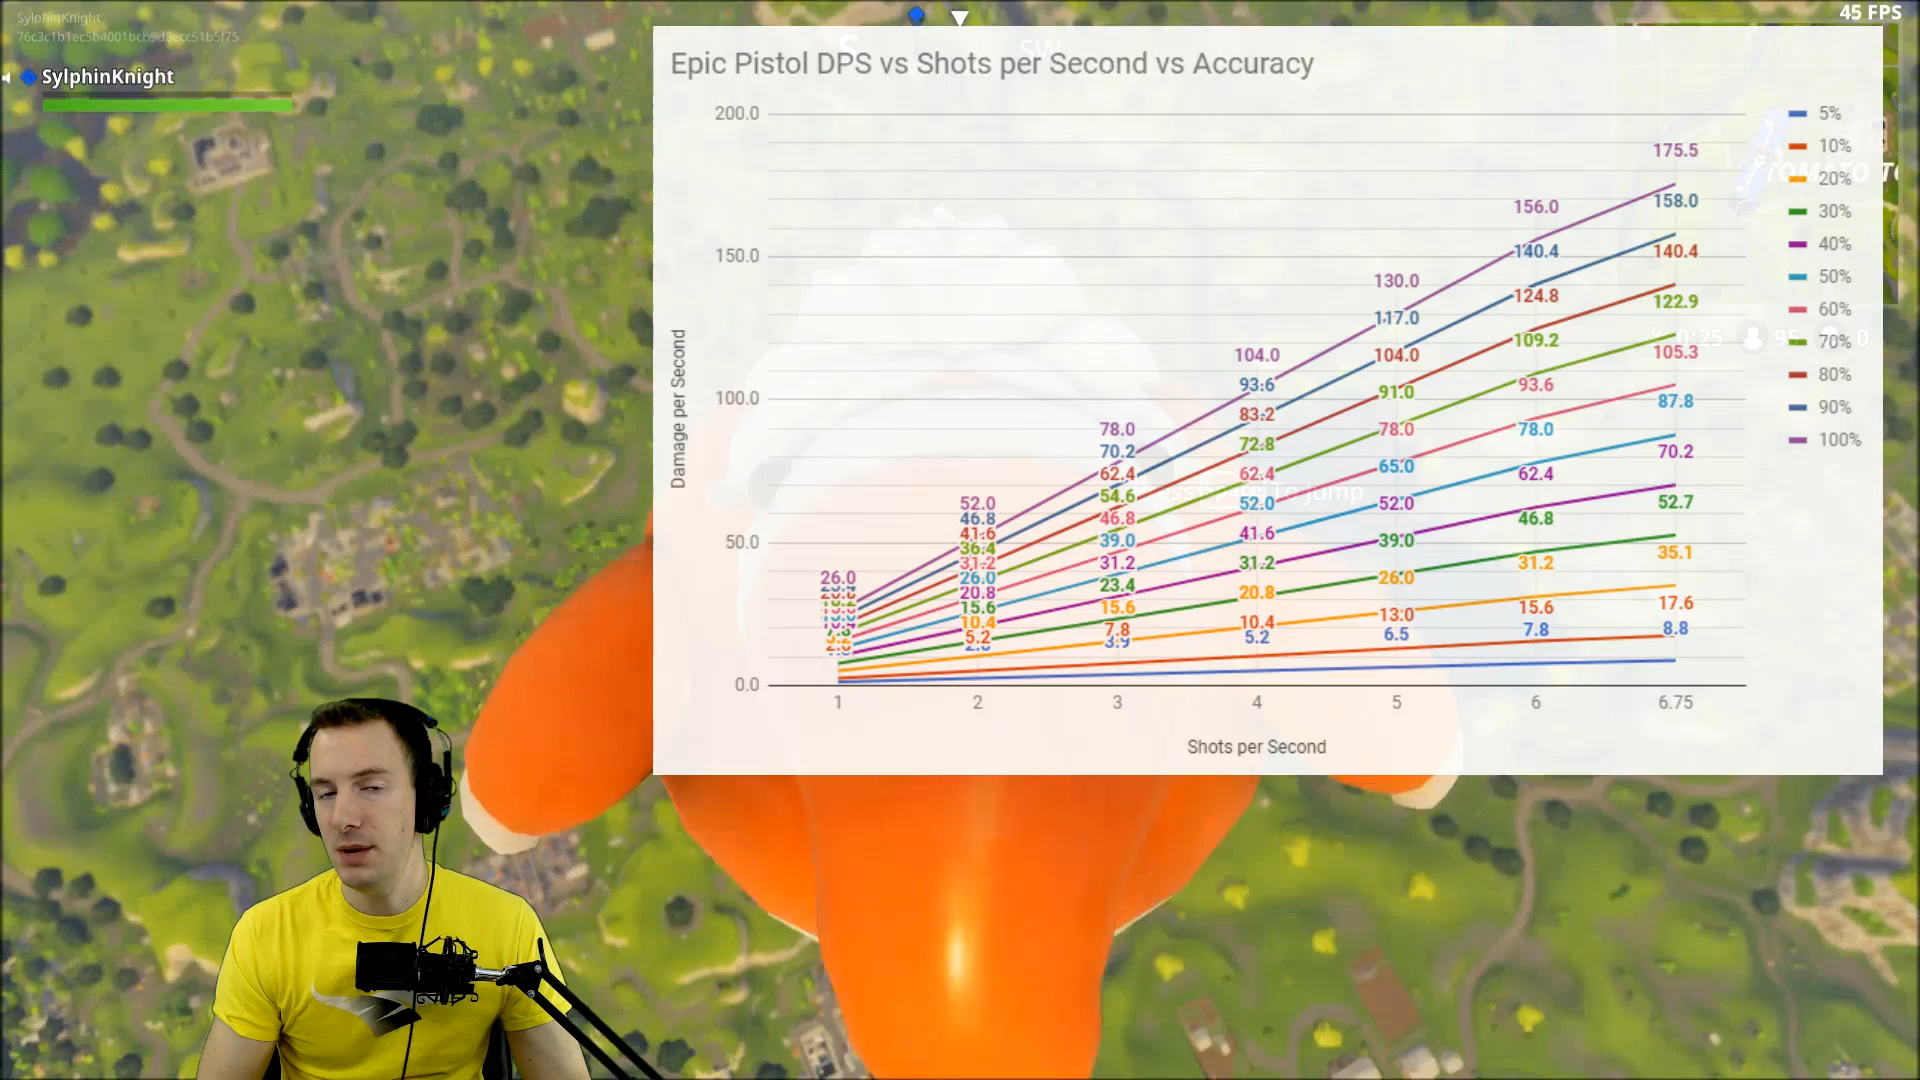 SylphinKnight
SylphinKnight
45 FPS
SW
Epic Pistol DPS vs Shots per Second vs Accuracy
Damage per Second
200.0
150.0
100.0
50.0
0.0
26.0
52.0 46.8 41.6 36.4 31.2 26.0 20.8 15.6 10.4 5.2
78.0 70.2 62.4 54.6 46.8 39.0 31.2 23.4 15.6 7.8 3.9
104.0 93.6 83.2 72.8 62.4 52.0 41.6 31.2 20.8 10.4 5.2
130.0 117.0 104.0 91.0 78.0 65.0 52.0 39.0 26.0 13.0 6.5
156.0 140.4 124.8 109.2 93.6 78.0 62.4 46.8 31.2 15.6 7.8
175.5 158.0 140.4 122.9 105.3 87.8 70.2 52.7 35.1 17.6 8.8
1 2 3 4 5 6 6.75
Shots per Second
5%
10%
20%
30%
40%
50%
60%
70%
80%
90%
100%
To Jump